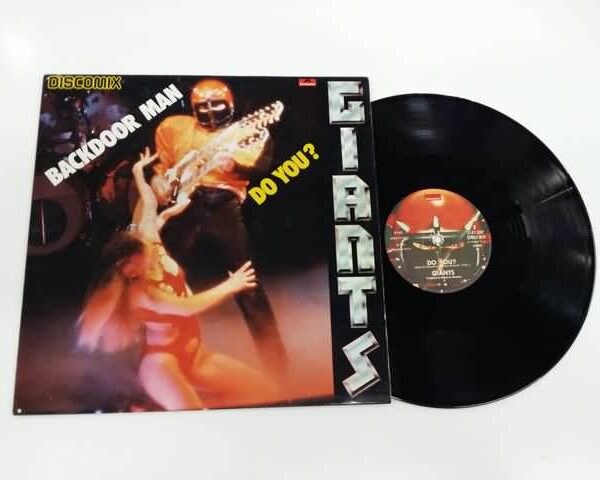 DISCOMIX
BACKDOOR MAN
DO YOU?
GIANTS
DO YOU?
GIANTS